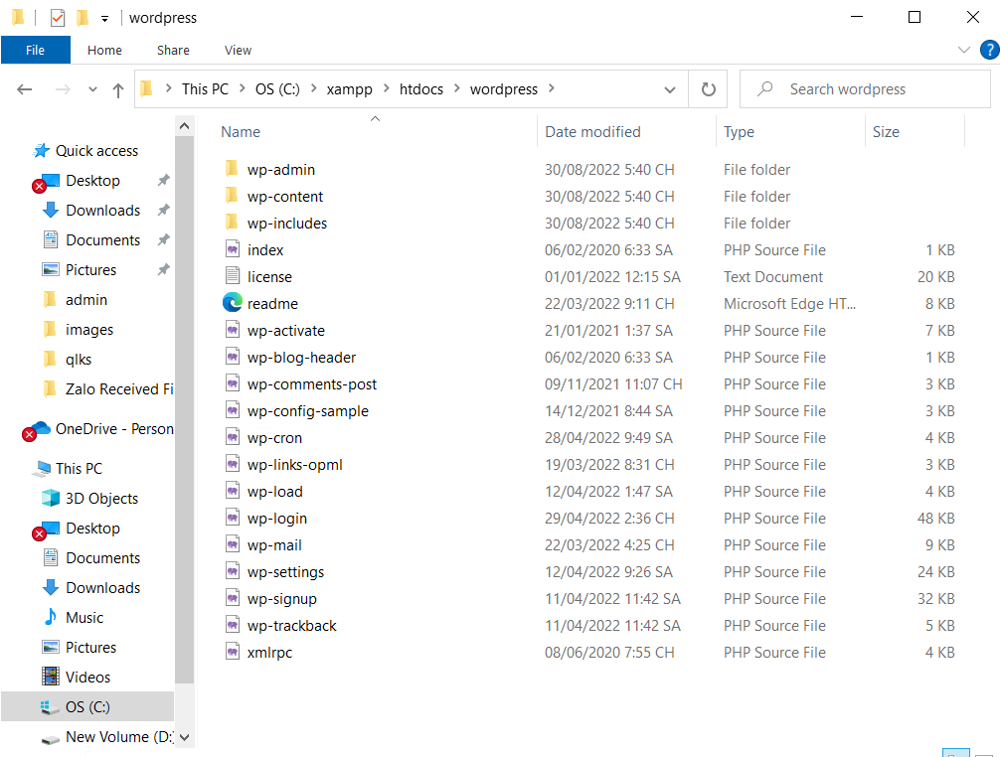 wordpress
File Home Share View
This PC OS (C:) xampp htdocs wordpress
Search wordpress
Quick access
Desktop
Downloads
Documents
Pictures
admin
images
qlks
Zalo Received Fi
OneDrive - Person
This PC
3D Objects
Desktop
Documents
Downloads
Music
Pictures
Videos
OS (C:)
New Volume (D:)
Name Date modified Type Size
wp-admin 30/08/2022 5:40 CH File folder
wp-content 30/08/2022 5:40 CH File folder
wp-includes 30/08/2022 5:40 CH File folder
index 06/02/2020 6:33 SA PHP Source File 1 KB
license 01/01/2022 12:15 SA Text Document 20 KB
readme 22/03/2022 9:11 CH Microsoft Edge HT... 8 KB
wp-activate 21/01/2021 1:37 SA PHP Source File 7 KB
wp-blog-header 06/02/2020 6:33 SA PHP Source File 1 KB
wp-comments-post 09/11/2021 11:07 CH PHP Source File 3 KB
wp-config-sample 14/12/2021 8:44 SA PHP Source File 3 KB
wp-cron 28/04/2022 9:49 SA PHP Source File 4 KB
wp-links-opml 19/03/2022 8:31 CH PHP Source File 3 KB
wp-load 12/04/2022 1:47 SA PHP Source File 4 KB
wp-login 29/04/2022 2:36 CH PHP Source File 48 KB
wp-mail 22/03/2022 4:25 CH PHP Source File 9 KB
wp-settings 12/04/2022 9:26 SA PHP Source File 24 KB
wp-signup 11/04/2022 11:42 SA PHP Source File 32 KB
wp-trackback 11/04/2022 11:42 SA PHP Source File 5 KB
xmlrpc 08/06/2020 7:55 CH PHP Source File 4 KB